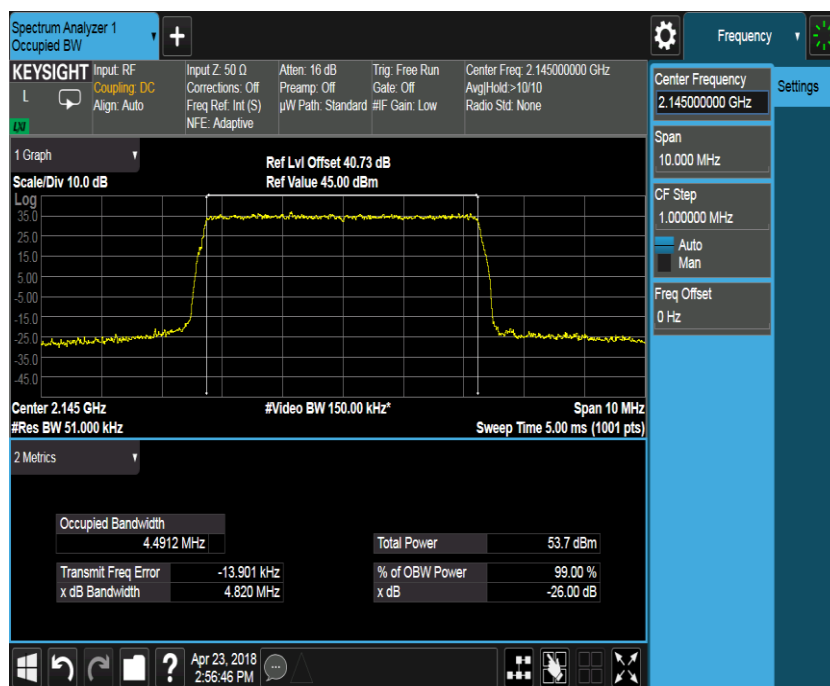 Spectrum Analyzer 1
Occupied BW
+
Frequency
KEYSIGHT
L
LXI
Input: RF
Coupling: DC
Align: Auto
Input Z: 50 Ω
Corrections: Off
Freq Ref: Int (S)
NFE: Adaptive
Atten: 16 dB
Preamp: Off
µW Path: Standard
Trig: Free Run
Gate: Off
#IF Gain: Low
Center Freq: 2.145000000 GHz
Avg|Hold:>10/10
Radio Std: None
Center Frequency
2.145000000 GHz
Settings
Span
10.000 MHz
CF Step
1.000000 MHz
Auto
Man
Freq Offset
0 Hz
1 Graph
Scale/Div 10.0 dB
Ref Lvl Offset 40.73 dB
Ref Value 45.00 dBm
Log
35.0
25.0
15.0
5.00
-5.00
-15.0
-25.0
-35.0
-45.0
Center 2.145 GHz
#Video BW 150.00 kHz*
Span 10 MHz
#Res BW 51.000 kHz
Sweep Time 5.00 ms (1001 pts)
2 Metrics
Occupied Bandwidth
4.4912 MHz
Total Power 53.7 dBm
Transmit Freq Error -13.901 kHz
% of OBW Power 99.00 %
x dB Bandwidth 4.820 MHz
x dB -26.00 dB
?
Apr 23, 2018
2:56:46 PM